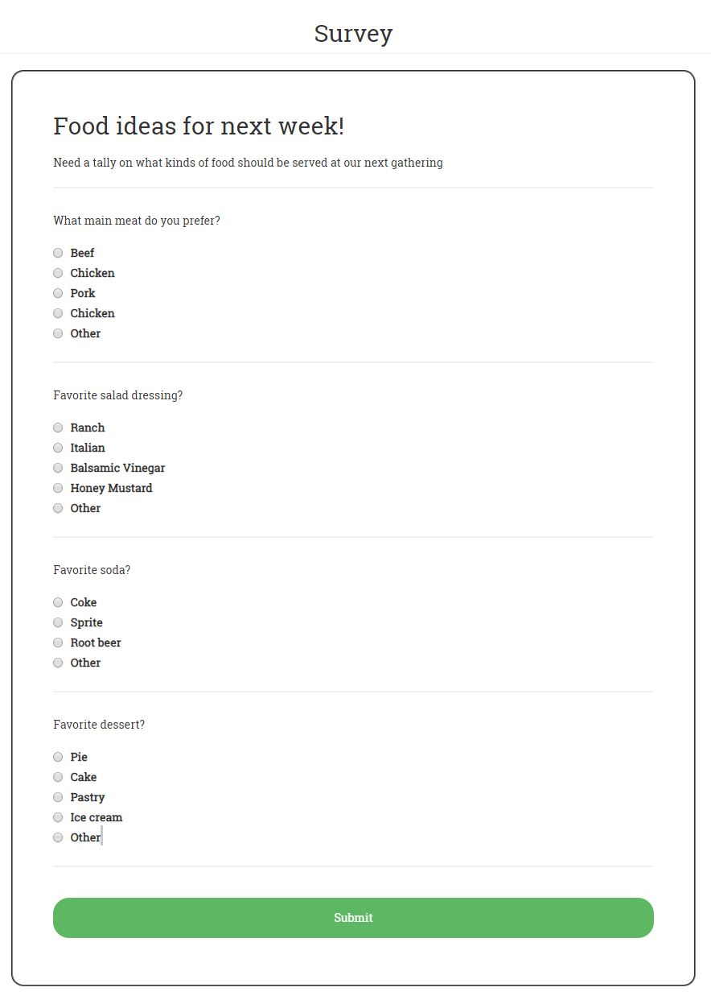 Survey
Food ideas for next week!
Need a tally on what kinds of food should be served at our next gathering
What main meat do you prefer?
Beef
Chicken
Pork
Chicken
Other
Favorite salad dressing?
Ranch
Italian
Balsamic Vinegar
Honey Mustard
Other
Favorite soda?
Coke
Sprite
Root beer
Other
Favorite dessert?
Pie
Cake
Pastry
Ice cream
Other
Submit